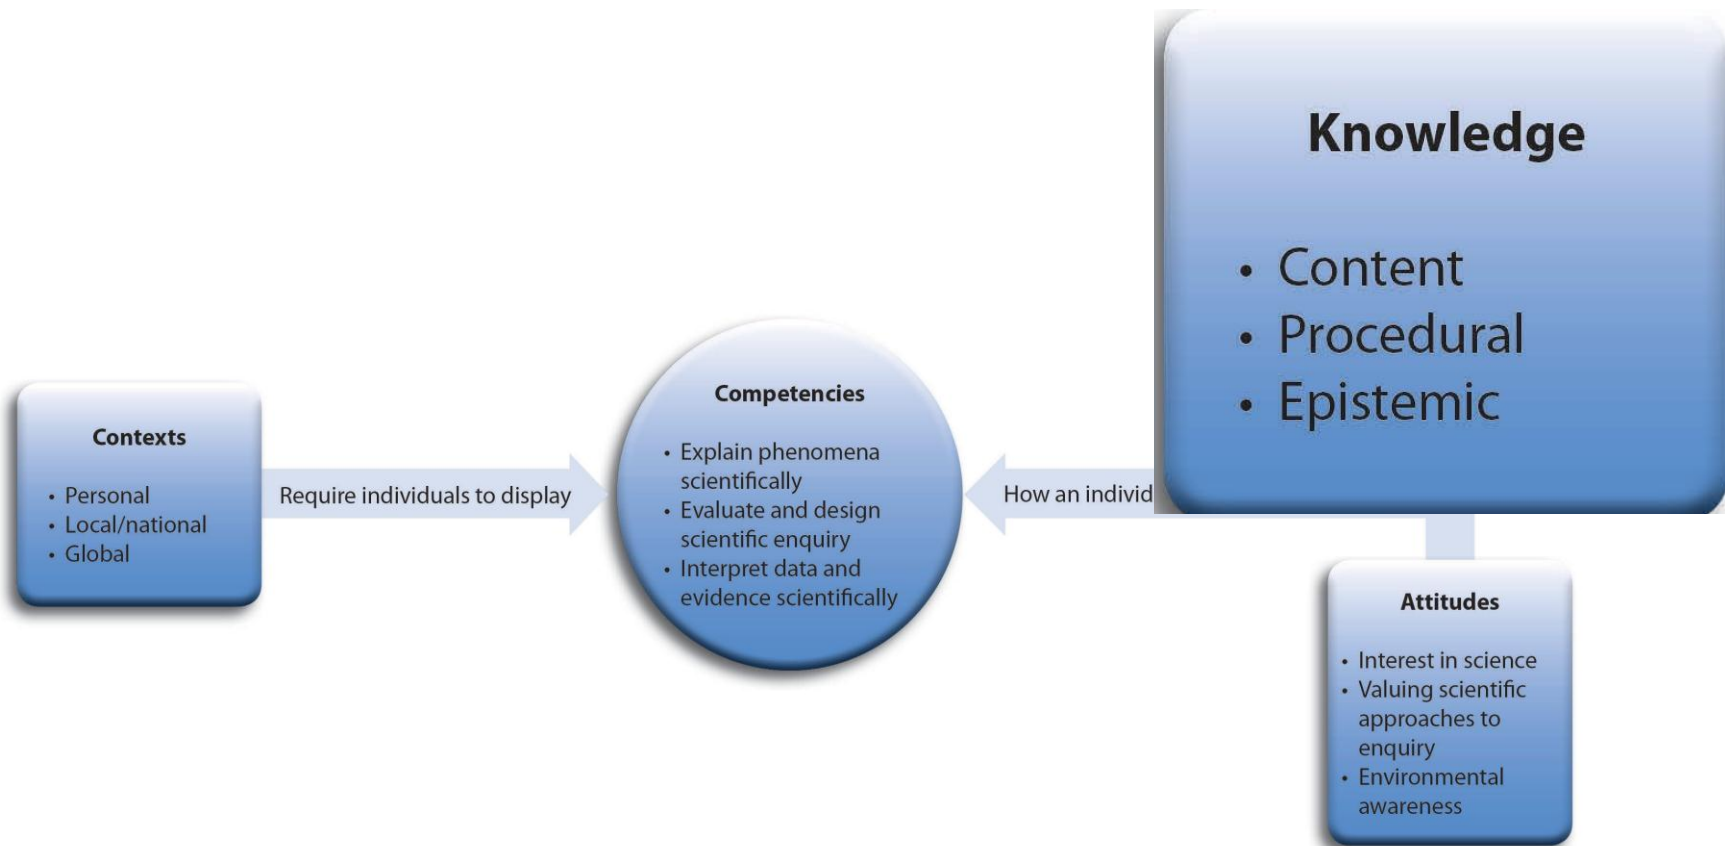 Contexts
• Personal
• Local/national
• Global
Require individuals to display
Competencies
• Explain phenomena
scientifically
• Evaluate and design
scientific enquiry
• Interpret data and
evidence scientifically
How an
Knowledge
• Content
• Procedural
• Epistemic
Attitudes
• Interest in science
• Valuing scientific
approaches to
enquiry
• Environmental
awareness